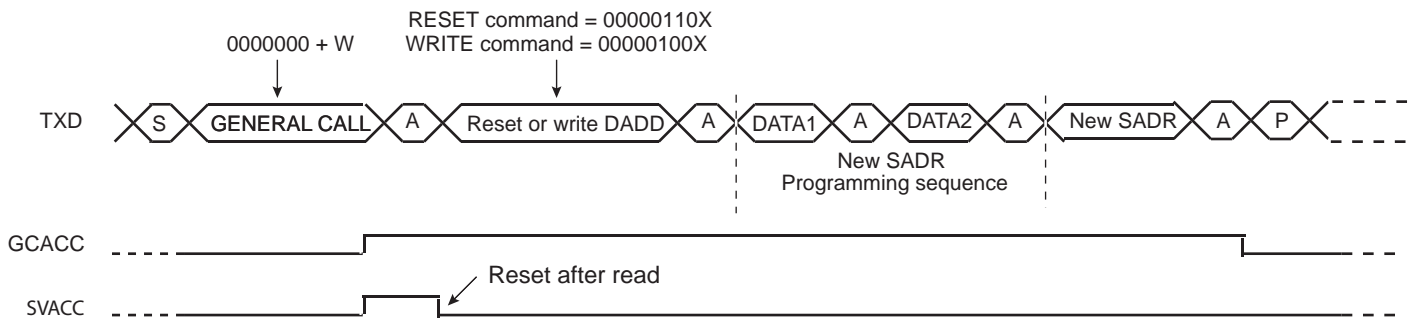 RESET command = 00000110X
0000000 + W
WRITE command = 00000100X
TXD
S
GENERAL CALL
A
Reset or write DADD
A
DATA1
A
DATA2
A
New SADR
A
P
New SADR
Programming sequence
GCACC
Reset after read
SVACC